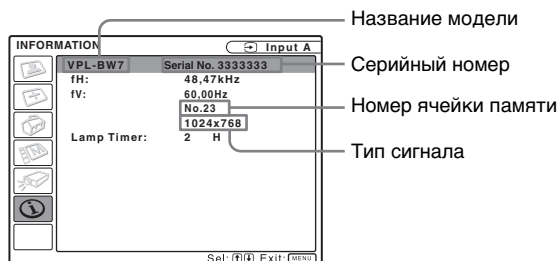 INFORMATION
Input A
VPL-BW7 Serial No. 3333333
fH: 48,47kHz
fV: 60,00Hz
No.23
1024x768
Lamp Timer: 2 H
Sel: Exit: MENU
Название модели
Серийный номер
Номер ячейки памяти
Тип сигнала